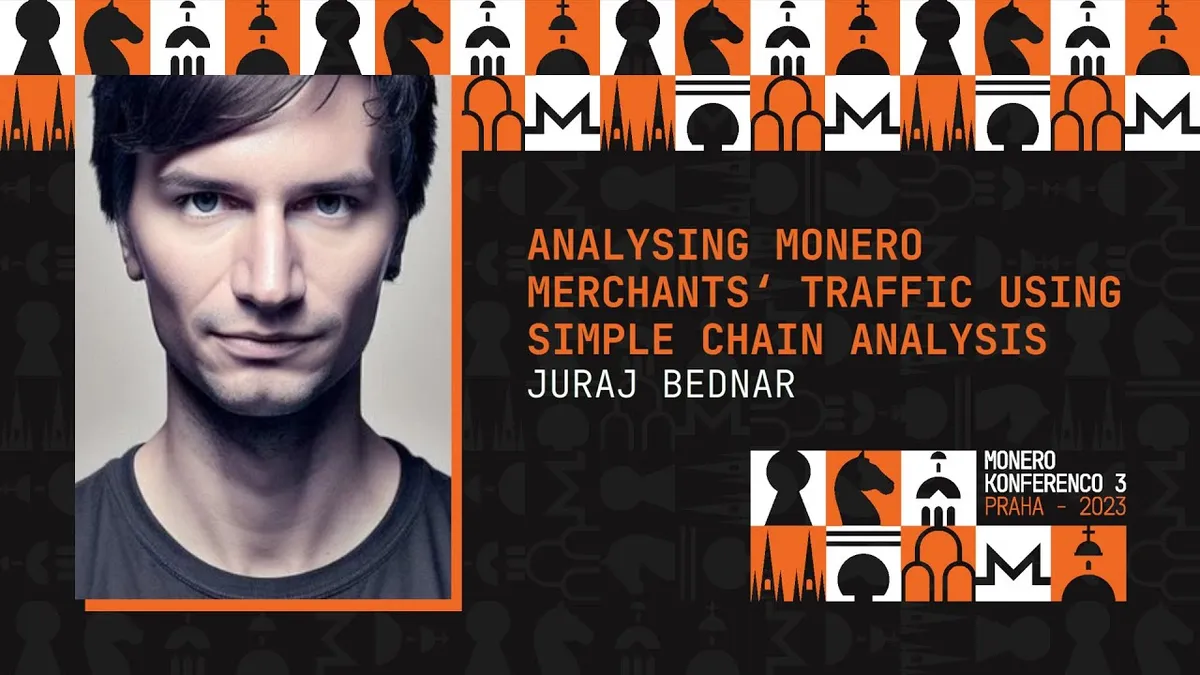 ANALYSING MONERO
MERCHANTS‘ TRAFFIC USING
SIMPLE CHAIN ANALYSIS
JURAJ BEDNAR
MONERO
KONFERENCO 3
PRAHA - 2023